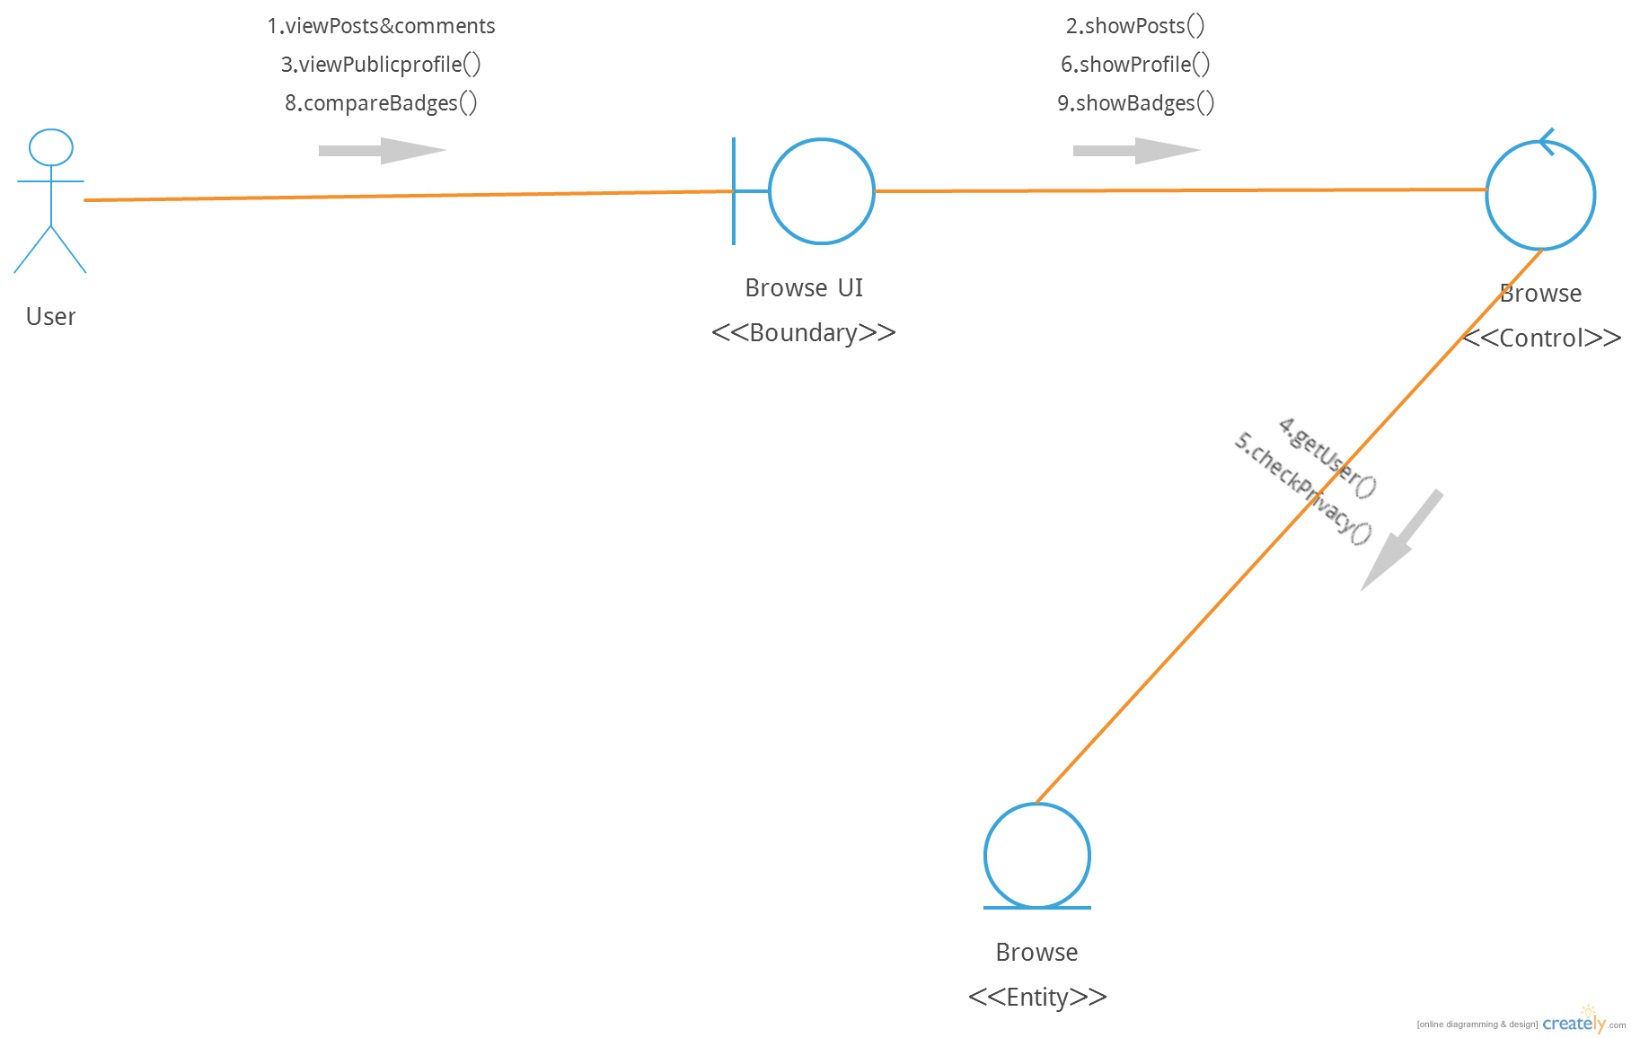 1.viewPosts&comments
3.viewPublicprofile()
8.compareBadges()
2.showPosts()
6.showProfile()
9.showBadges()
User
Browse UI
<<Boundary>>
Browse
<<Control>>
4.getUser()
5.checkPrivacy()
Browse
<<Entity>>
[online diagramming & design] creately.com